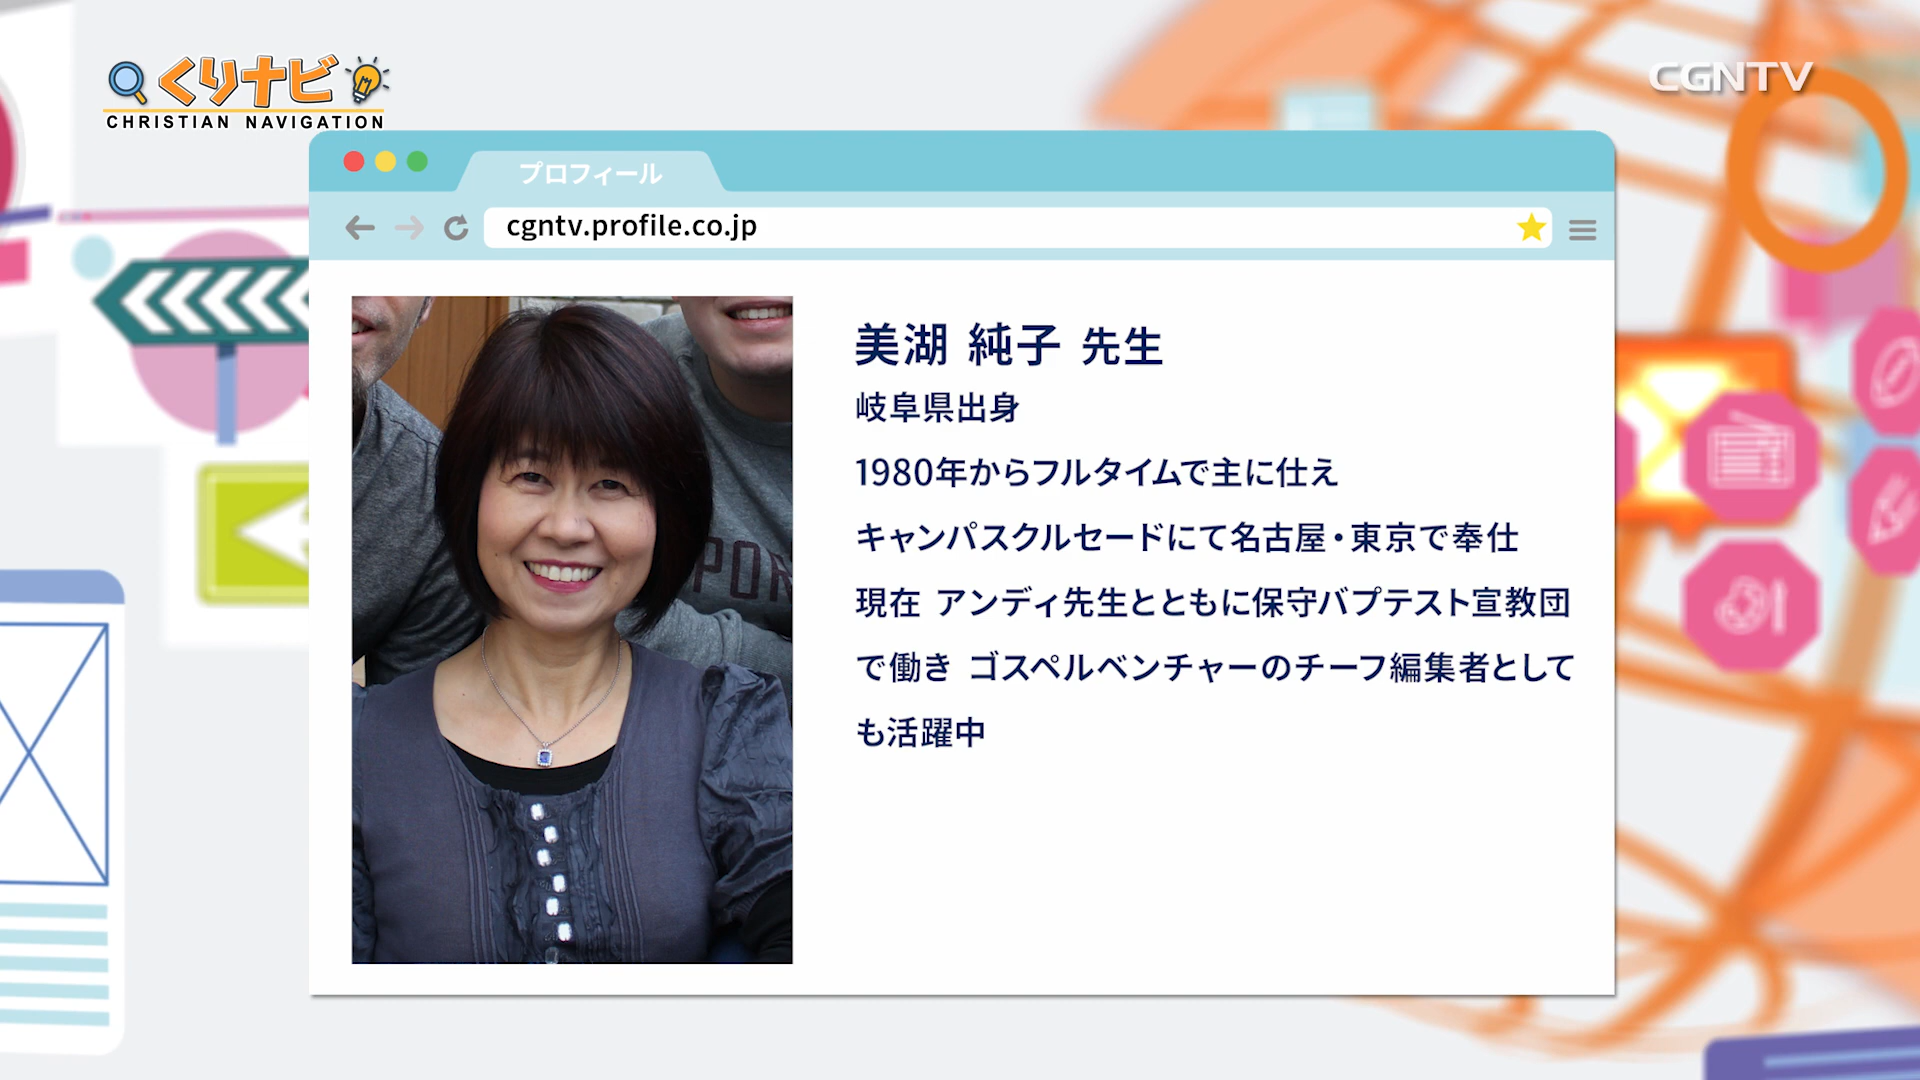 くりナビ
CHRISTIAN NAVIGATION
CGNTV
プロフィール
cgntv.profile.co.jp
美湖 純子 先生
岐阜県出身
1980年からフルタイムで主に仕え
キャンパスクルセードにて名古屋・東京で奉仕
現在 アンディ先生とともに保守バプテスト宣教団
で働き ゴスペルベンチャーのチーフ編集者として
も活躍中